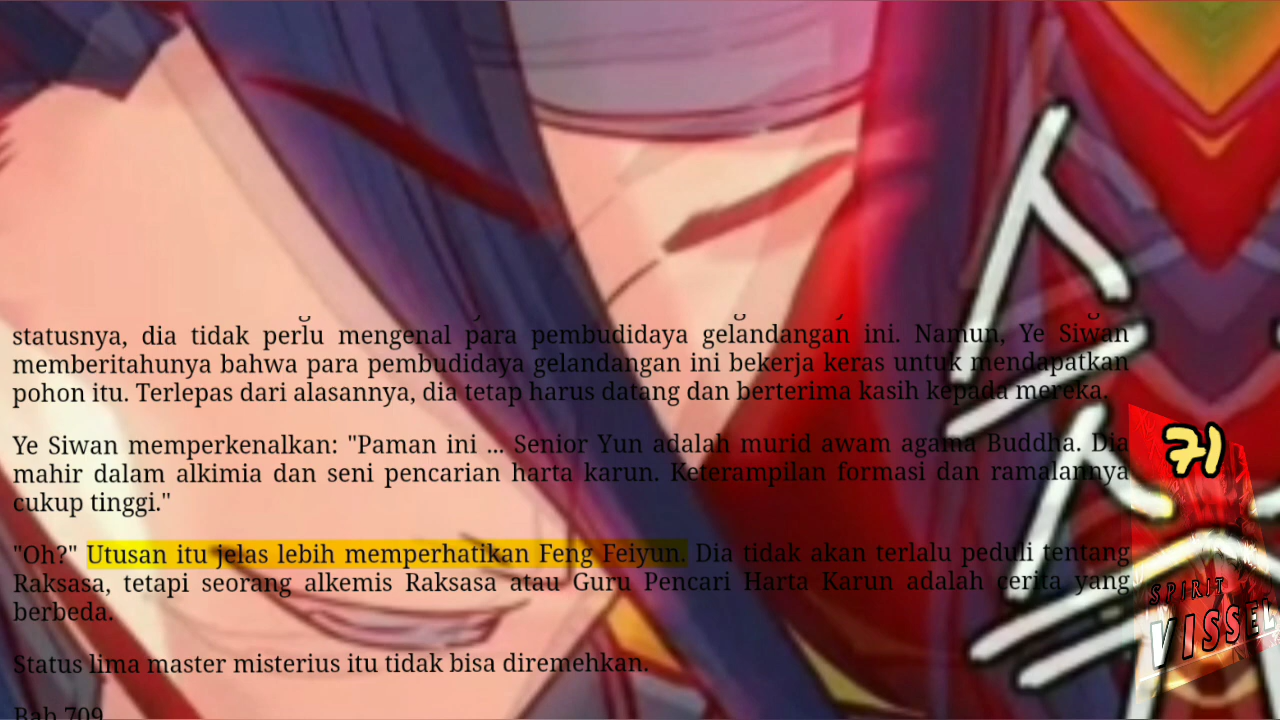 statusnya, dia tidak perlu mengenal para pembudidaya gelandangan ini. Namun, Ye Siwan
memberitahunya bahwa para pembudidaya gelandangan ini bekerja keras untuk mendapatkan
pohon itu. Terlepas dari alasannya, dia tetap harus datang dan berterima kasih kepada mereka.
Ye Siwan memperkenalkan: "Paman ini ... Senior Yun adalah murid awam agama Buddha. Dia
mahir dalam alkimia dan seni pencarian harta karun. Keterampilan formasi dan ramalannya
cukup tinggi."
"Oh?" Utusan itu jelas lebih memperhatikan Feng Feiyun. Dia tidak akan terlalu peduli tentang
Raksasa, tetapi seorang alkemis Raksasa atau Guru Pencari Harta Karun adalah cerita yang
berbeda.
Status lima master misterius itu tidak bisa diremehkan.
Bab 709
71
SPIRIT
VISSEL